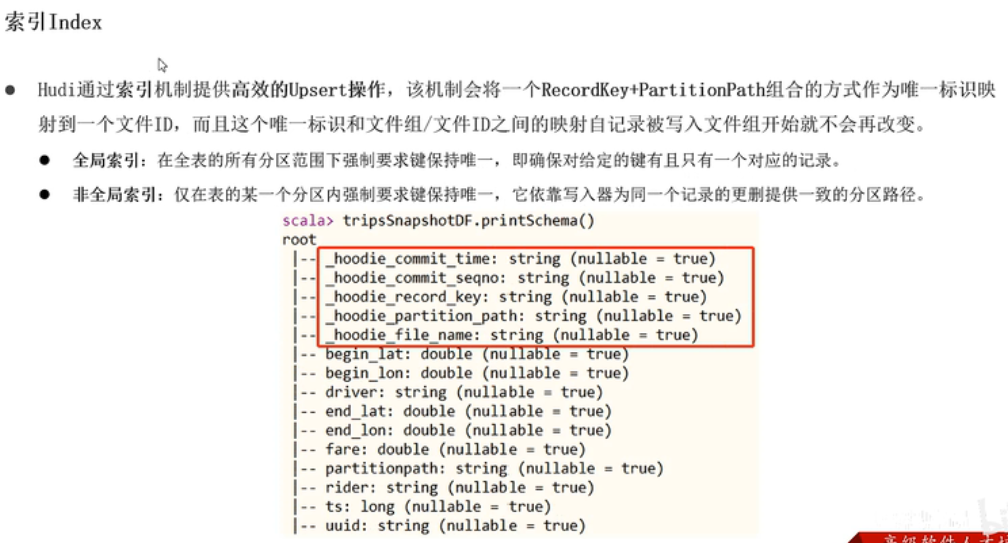 索引Index
● Hudi通过索引机制提供高效的Upsert操作，该机制会将一个RecordKey+PartitionPath组合的方式作为唯一标识映
射到一个文件ID，而且这个唯一标识和文件组/文件ID之间的映射自记录被写入文件组开始就不会再改变。
● 全局索引：在全表的所有分区范围下强制要求键保持唯一，即确保对给定的键有且只有一个对应的记录。
● 非全局索引：仅在表的某一个分区内强制要求键保持唯一，它依靠写入器为同一个记录的更删提供一致的分区路径。
scala> tripsSnapshotDF.printSchema()
root
|-- _hoodie_commit_time: string (nullable = true)
|-- _hoodie_commit_seqno: string (nullable = true)
|-- _hoodie_record_key: string (nullable = true)
|-- _hoodie_partition_path: string (nullable = true)
|-- _hoodie_file_name: string (nullable = true)
|-- begin_lat: double (nullable = true)
|-- begin_lon: double (nullable = true)
|-- driver: string (nullable = true)
|-- end_lat: double (nullable = true)
|-- end_lon: double (nullable = true)
|-- fare: double (nullable = true)
|-- partitionpath: string (nullable = true)
|-- rider: string (nullable = true)
|-- ts: long (nullable = true)
|-- uuid: string (nullable = true)
高级软件人才